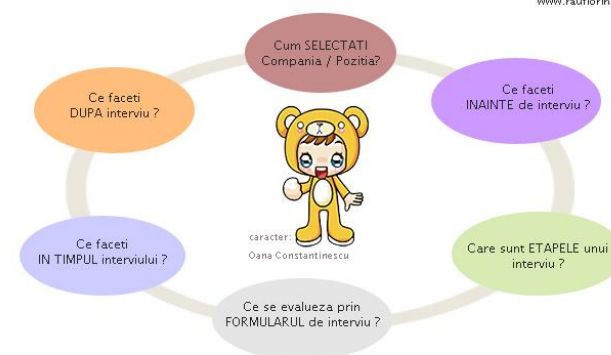 Cum SELECTATI
Compania / Pozitia?
Ce faceti
INAINTE de interviu ?
Care sunt ETAPELE unui
interviu ?
Ce se evalueza prin
FORMULARUL de interviu ?
Ce faceti
IN TIMPUL interviului ?
Ce faceti
DUPA interviu ?
caracter:
Oana Constantinescu